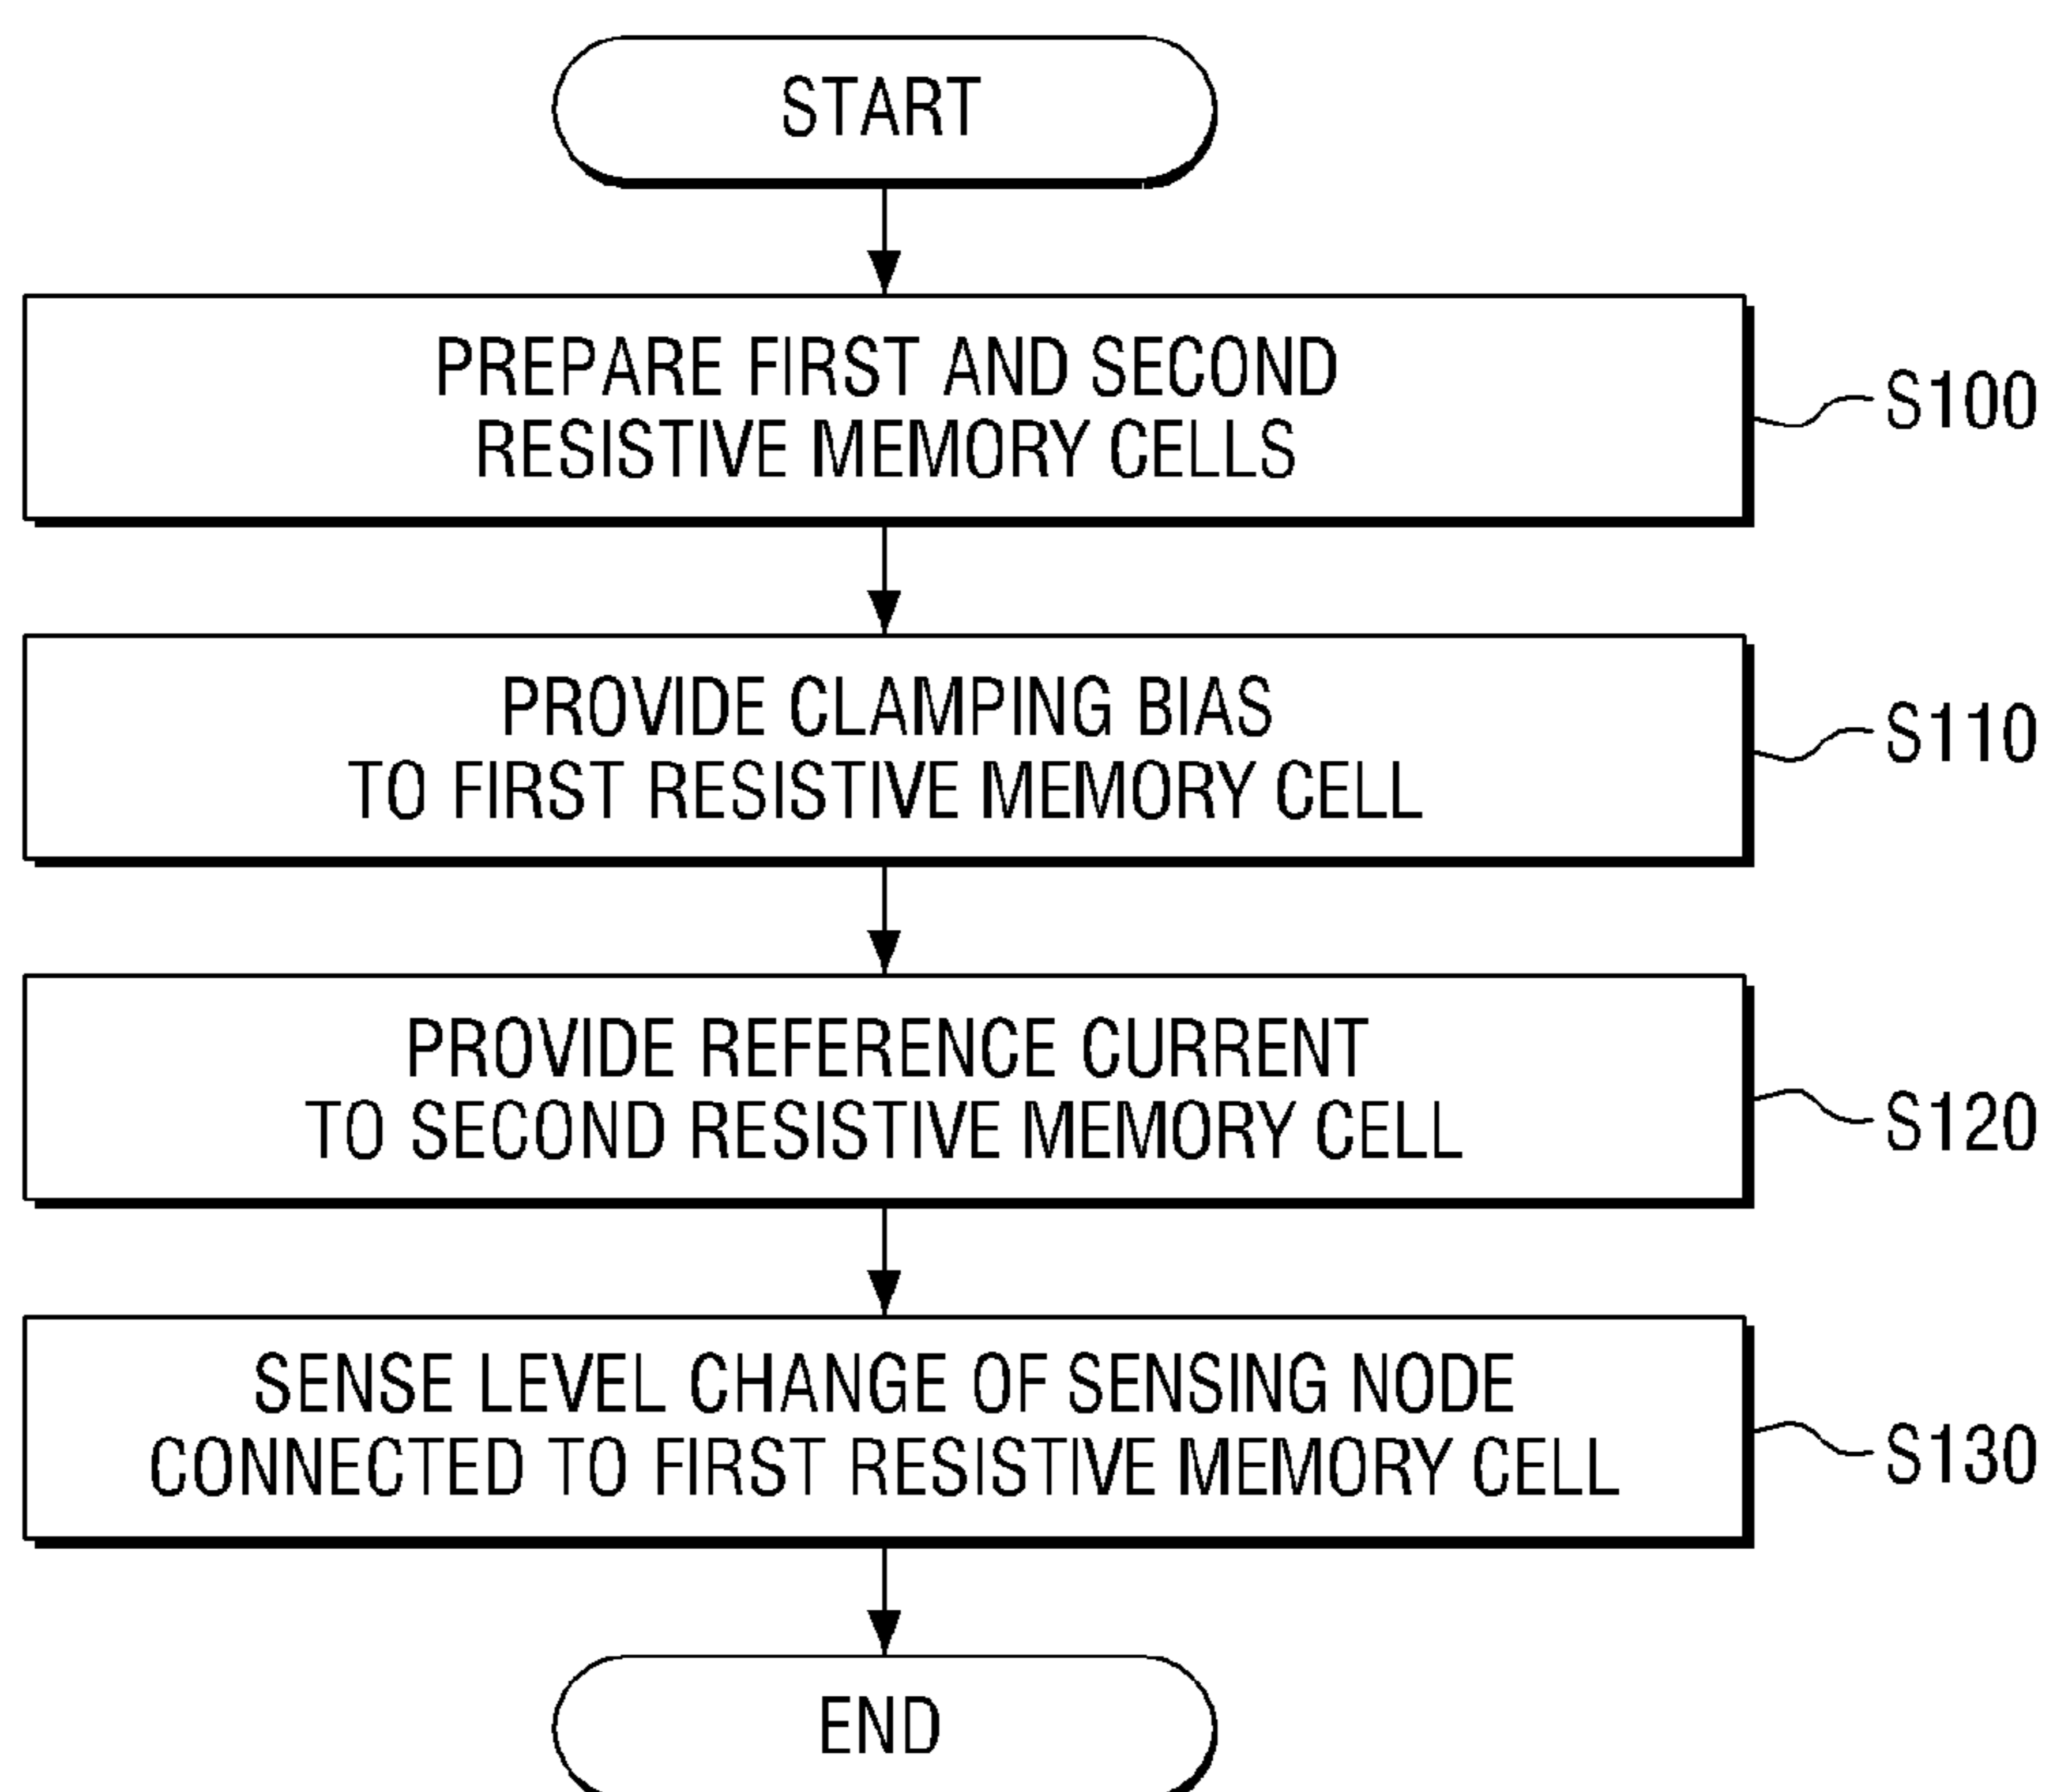 START
PREPARE FIRST AND SECOND
RESISTIVE MEMORY CELLS
S100
PROVIDE CLAMPING BIAS
TO FIRST RESISTIVE MEMORY CELL
S110
PROVIDE REFERENCE CURRENT
TO SECOND RESISTIVE MEMORY CELL
S120
SENSE LEVEL CHANGE OF SENSING NODE
CONNECTED TO FIRST RESISTIVE MEMORY CELL
S130
END